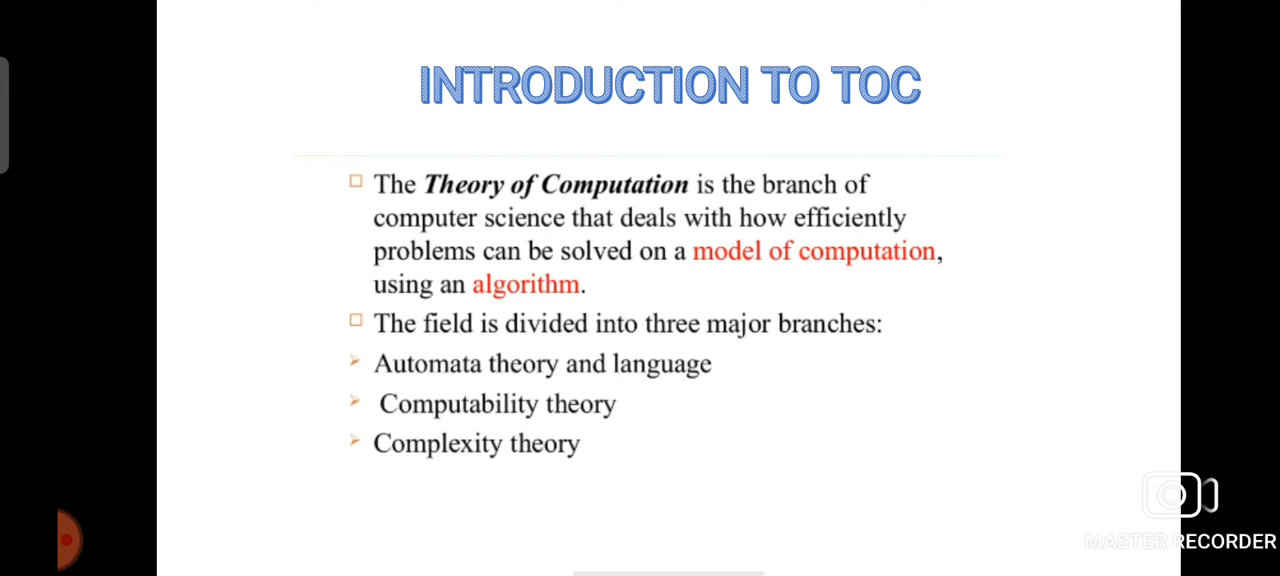 INTRODUCTION TO TOC
The Theory of Computation is the branch of
computer science that deals with how efficiently
problems can be solved on a model of computation,
using an algorithm.
The field is divided into three major branches:
Automata theory and language
Computability theory
Complexity theory
MASTER RECORDER